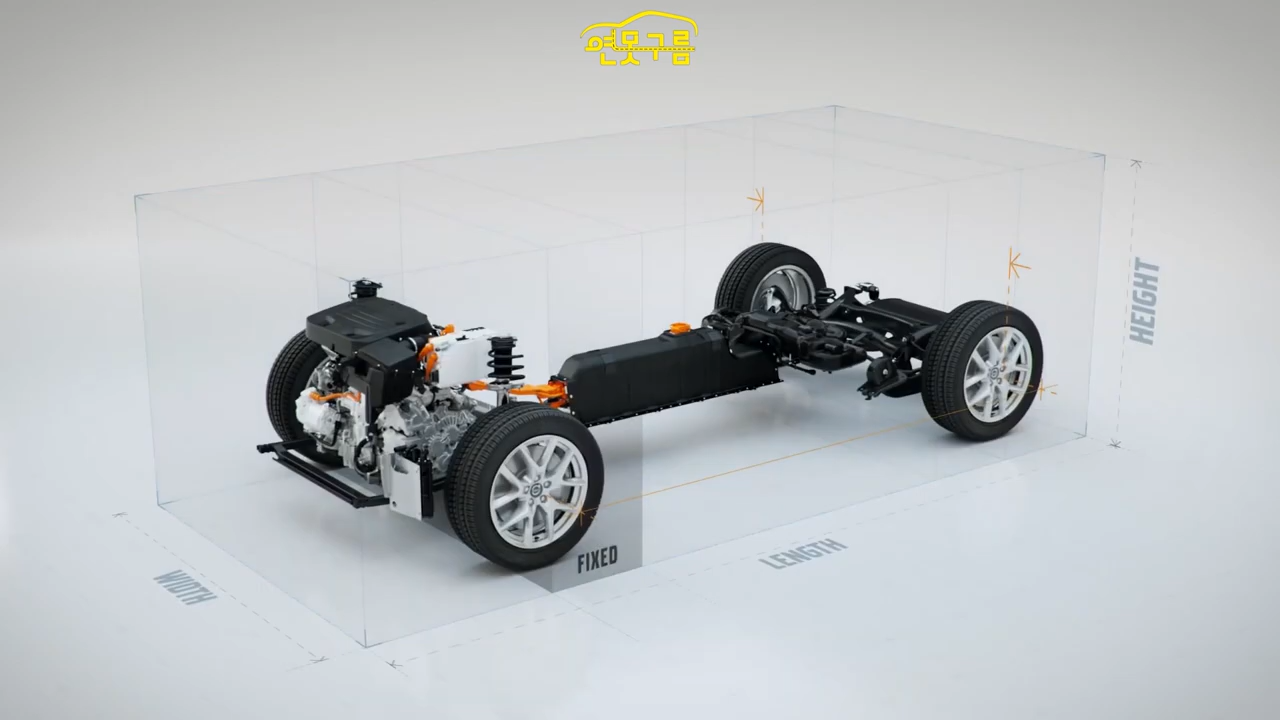 연못구름
HEIGHT
FIXED
LENGTH
WIDTH